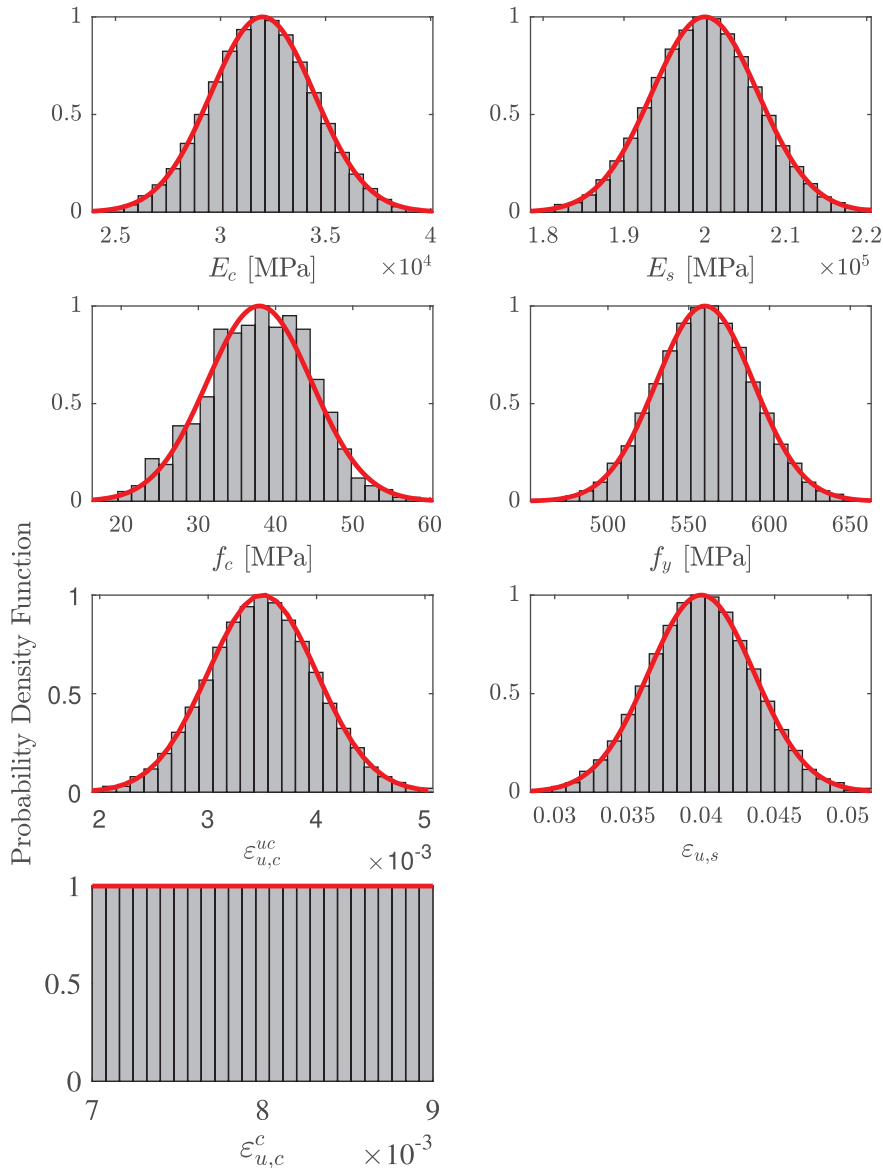 1
0.5
0
2.5 3 3.5 4
E_c [MPa] ×10^4
1
0.5
0
1.8 1.9 2 2.1 2.2
E_s [MPa] ×10^5
1
0.5
0
20 30 40 50 60
f_c [MPa]
1
0.5
0
500 550 600 650
f_y [MPa]
Probability Density Function
1
0.5
0
2 3 4 5
ε_{u,c}^{uc} ×10^-3
1
0.5
0
0.03 0.035 0.04 0.045 0.05
ε_{u,s}
1
0.5
0
7 8 9
ε_{u,c}^{c} ×10^-3